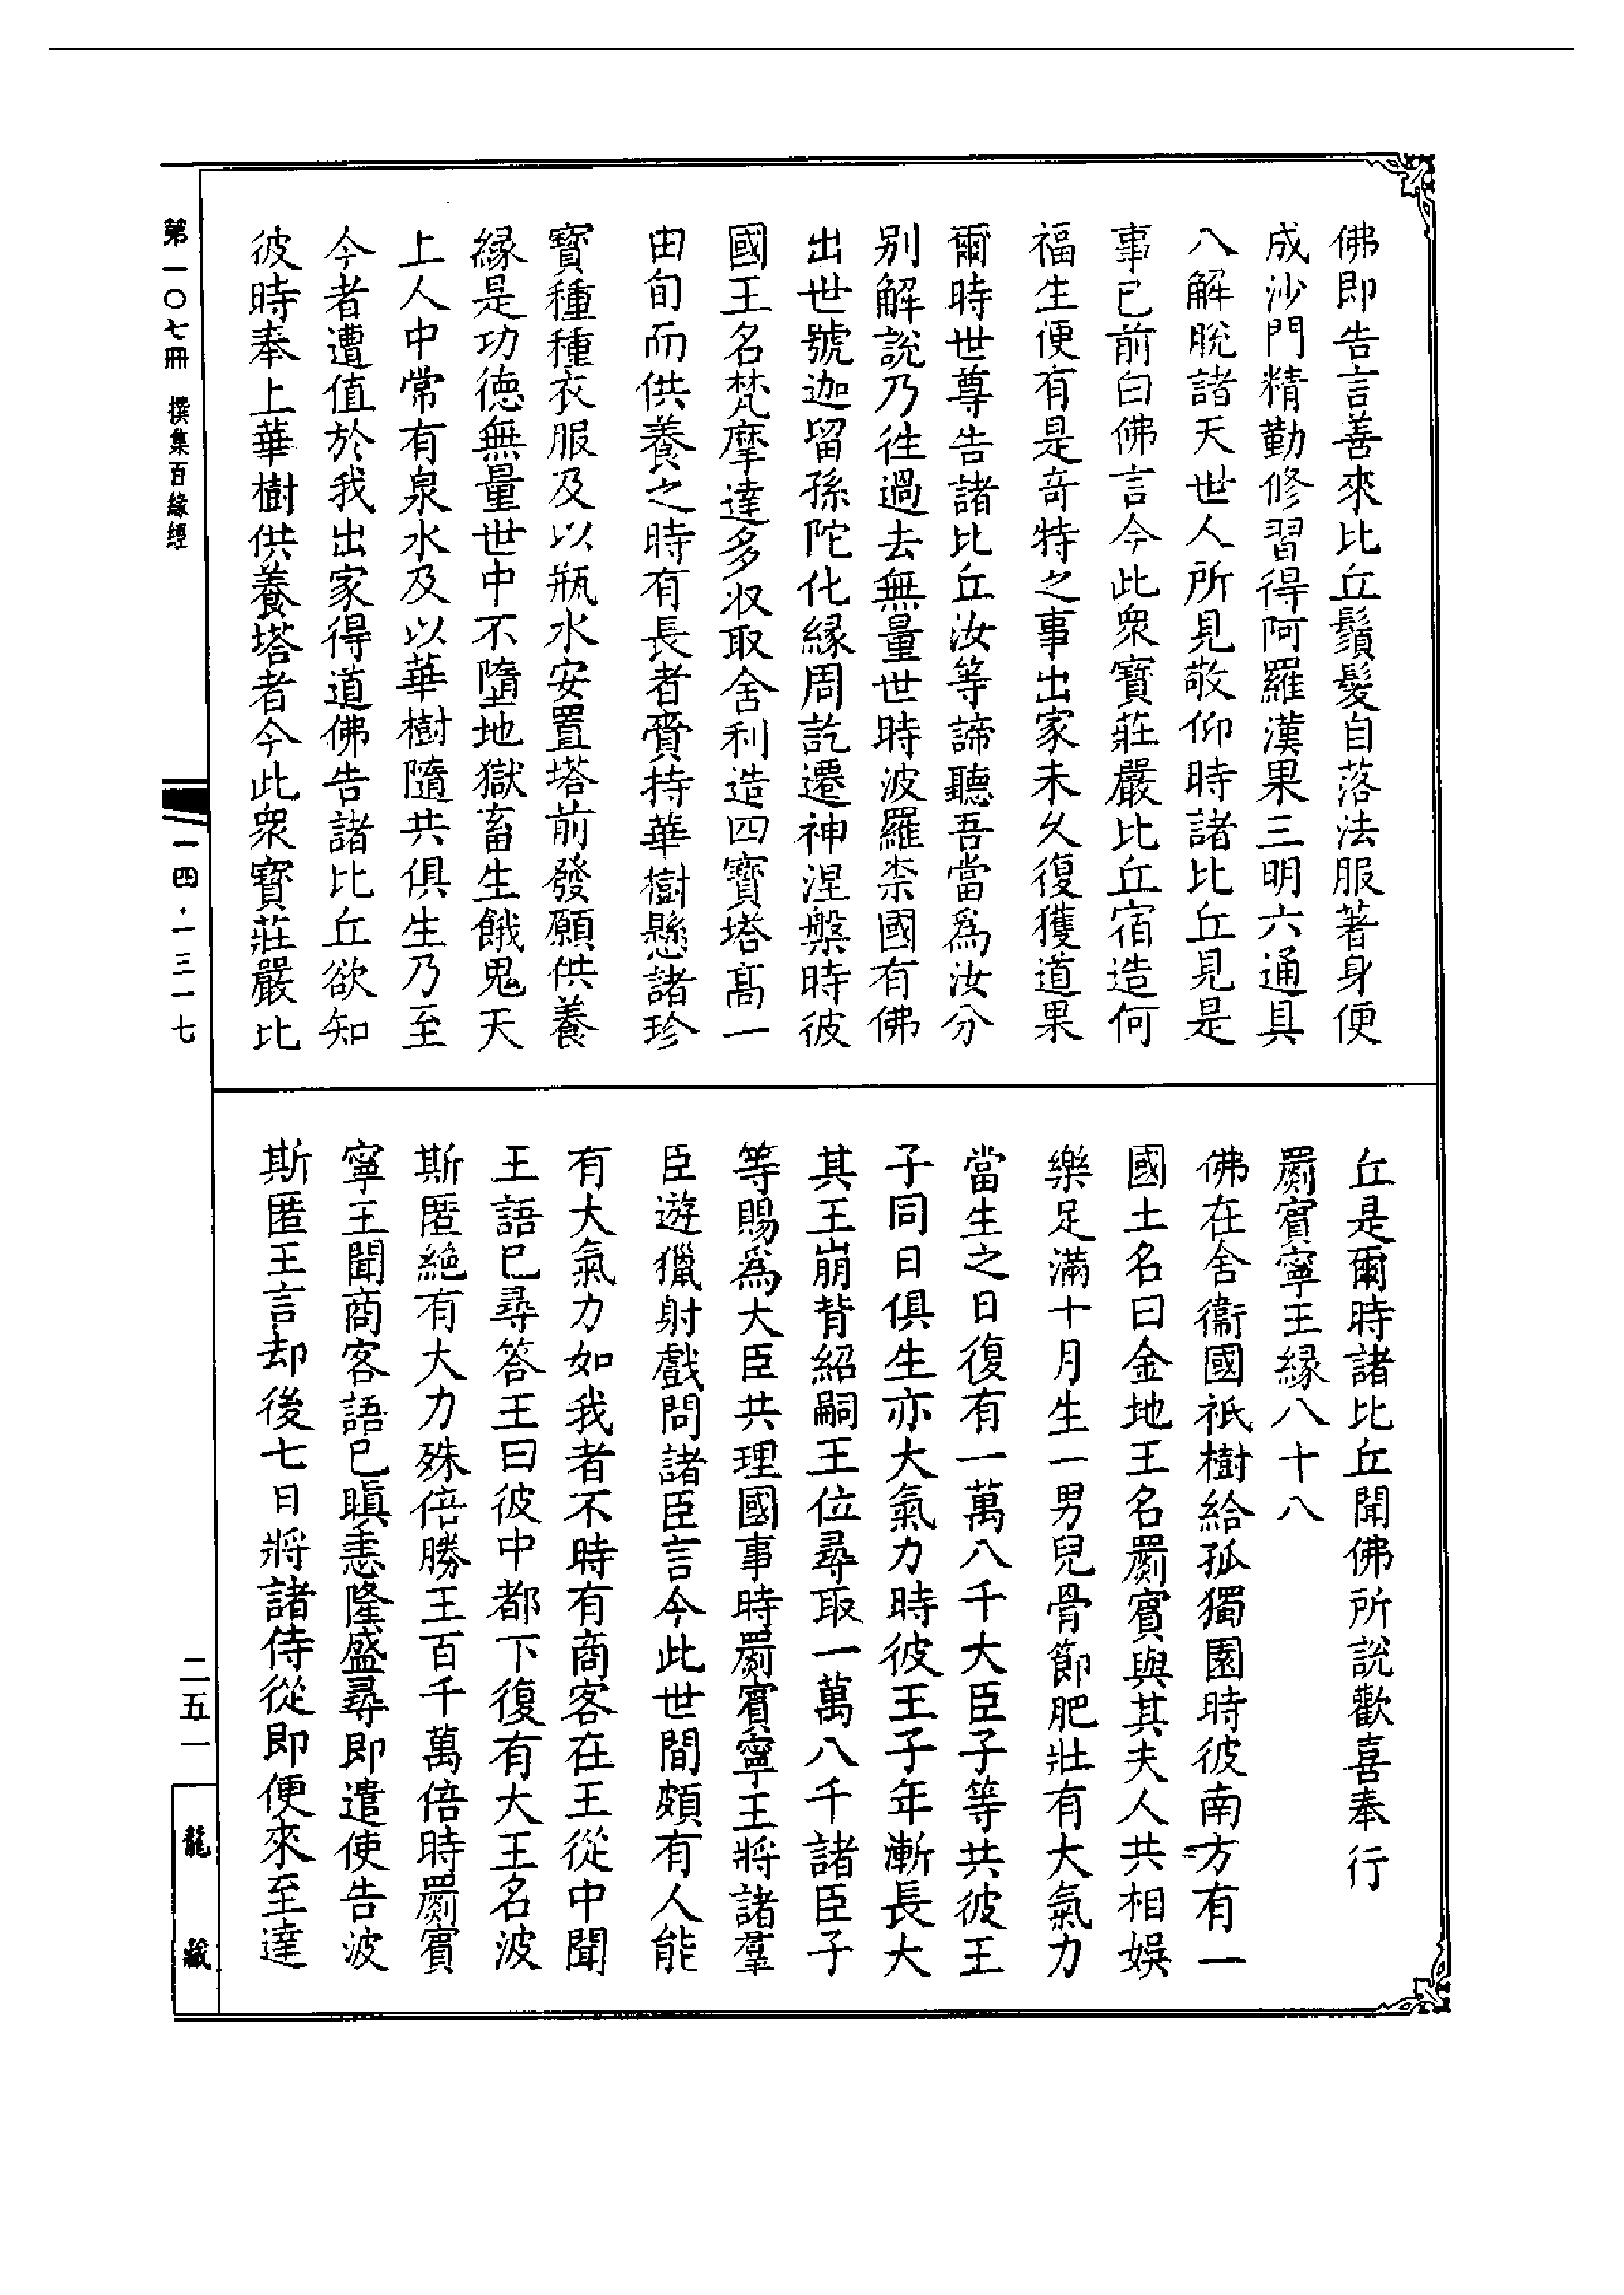 佛即告言善來比丘鬚髮自落法服著身便
成沙門精勤修習得阿羅漢果三明六通具
八解脫諸天世人所見敬仰時諸比丘見是
事已前白佛言今此眾寶莊嚴比丘宿造何
福生便有是竒特之事出家未久復獲道果
爾時世尊告諸比丘汝等諦聽吾當爲汝分
別解說乃往過去無量世時波羅柰國有佛
出世號迦留孫陀化緣周訖遷神涅槃時彼
國王名梵摩達多收取舍利造四寶塔髙一
由旬而供養之時有長者賷持華樹懸諸珍
寶種種衣服及以瓶水安置塔前發願供養
緣是功德無量世中不墮地獄畜生餓鬼天
上人中常有泉水及以華樹隨共俱生乃至
今者遭值於我出家得道佛告諸比丘欲知
彼時奉上華樹供養塔者今此眾寶莊嚴比
丘是爾時諸比丘聞佛所說歡喜奉行
罽賓寧王緣八十八
佛在舍衞國祇樹給孤獨園時彼南方有一
國土名曰金地王名罽賓與其夫人共相娛
樂足滿十月生一男兒骨節肥壯有大氣力
當生之日復有一萬八千大臣子等共彼王
子同日俱生亦大氣力時彼王子年漸長大
其王崩背紹嗣王位尋取一萬八千諸臣子
等賜爲大臣共理國事時罽賓寧王將諸羣
臣遊獵射戲問諸臣言今此世間頗有人能
有大氣力如我者不時有商客在王從中聞
王語已尋答王曰彼中都下復有大王名波
斯匿絕有大力殊倍勝王百千萬倍時罽賓
寧王聞商客語已瞋恚隆盛尋即遣使告波
斯匿王言却後七日將諸侍從即便來至達
第一〇七冊 撰集百緣經
一四·一三一七
二五一
龍藏